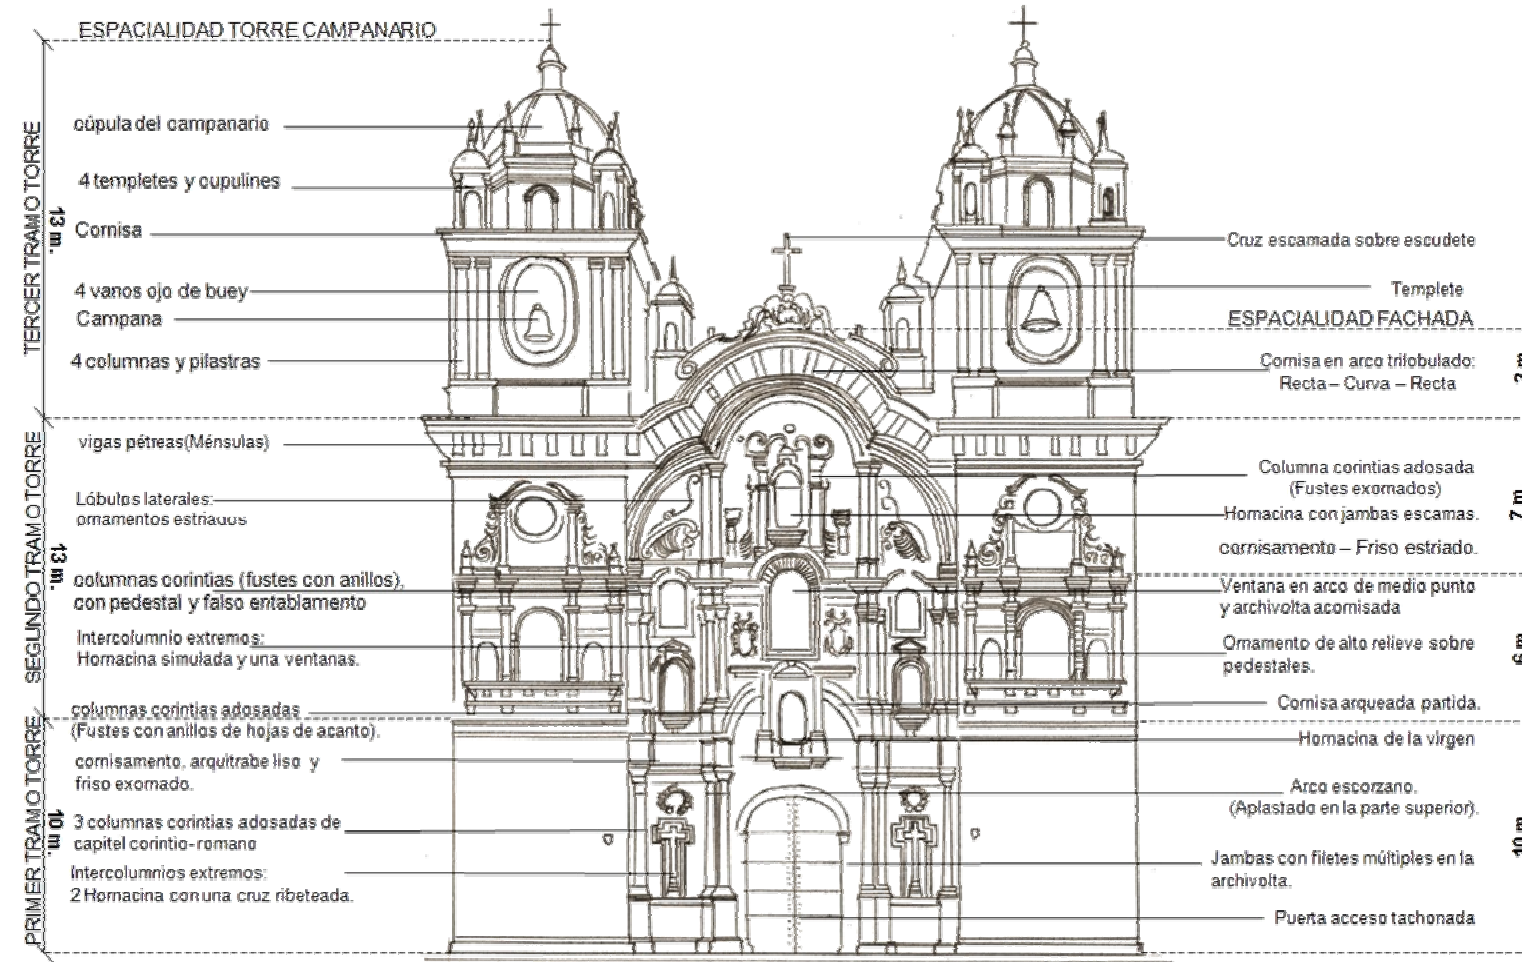 ESPACIALIDAD TORRE CAMPANARIO
TERCER TRAMO TORRE
13 m.
cúpula del campanario
4 templetes y cupulines
Cornisa
4 vanos ojo de buey
Campana
4 columnas y pilastras
SEGUNDO TRAMO TORRE
13 m.
vigas pétreas(Ménsulas)
Lóbulos laterales:
ornamentos estriados
columnas corintias (fustes con anillos),
con pedestal y falso entablamento
Intercolumnio extremos:
Hornacina simulada y una ventanas.
PRIMER TRAMO TORRE
10 m.
columnas corintias adosadas
(Fustes con anillos de hojas de acanto).
cornisamento, arquitrabe liso y
friso exornado.
3 columnas corintias adosadas de
capitel corintio-romano
Intercolumnios extremos:
2 Hornacina con una cruz ribeteada.
Cruz escamada sobre escudete
Templete
ESPACIALIDAD FACHADA
Cornisa en arco trilobulado:
Recta – Curva – Recta
Columna corintias adosada
(Fustes exornados)
7 m
Hornacina con jambas escamas.
cornisamento – Friso estriado.
Ventana en arco de medio punto
y archivolta acornisada
Ornamento de alto relieve sobre
pedestales.
6 m
Cornisa arqueada partida.
Hornacina de la virgen
Arco escorzano.
(Aplastado en la parte superior).
10 m
Jambas con filetes múltiples en la
archivolta.
Puerta acceso tachonada